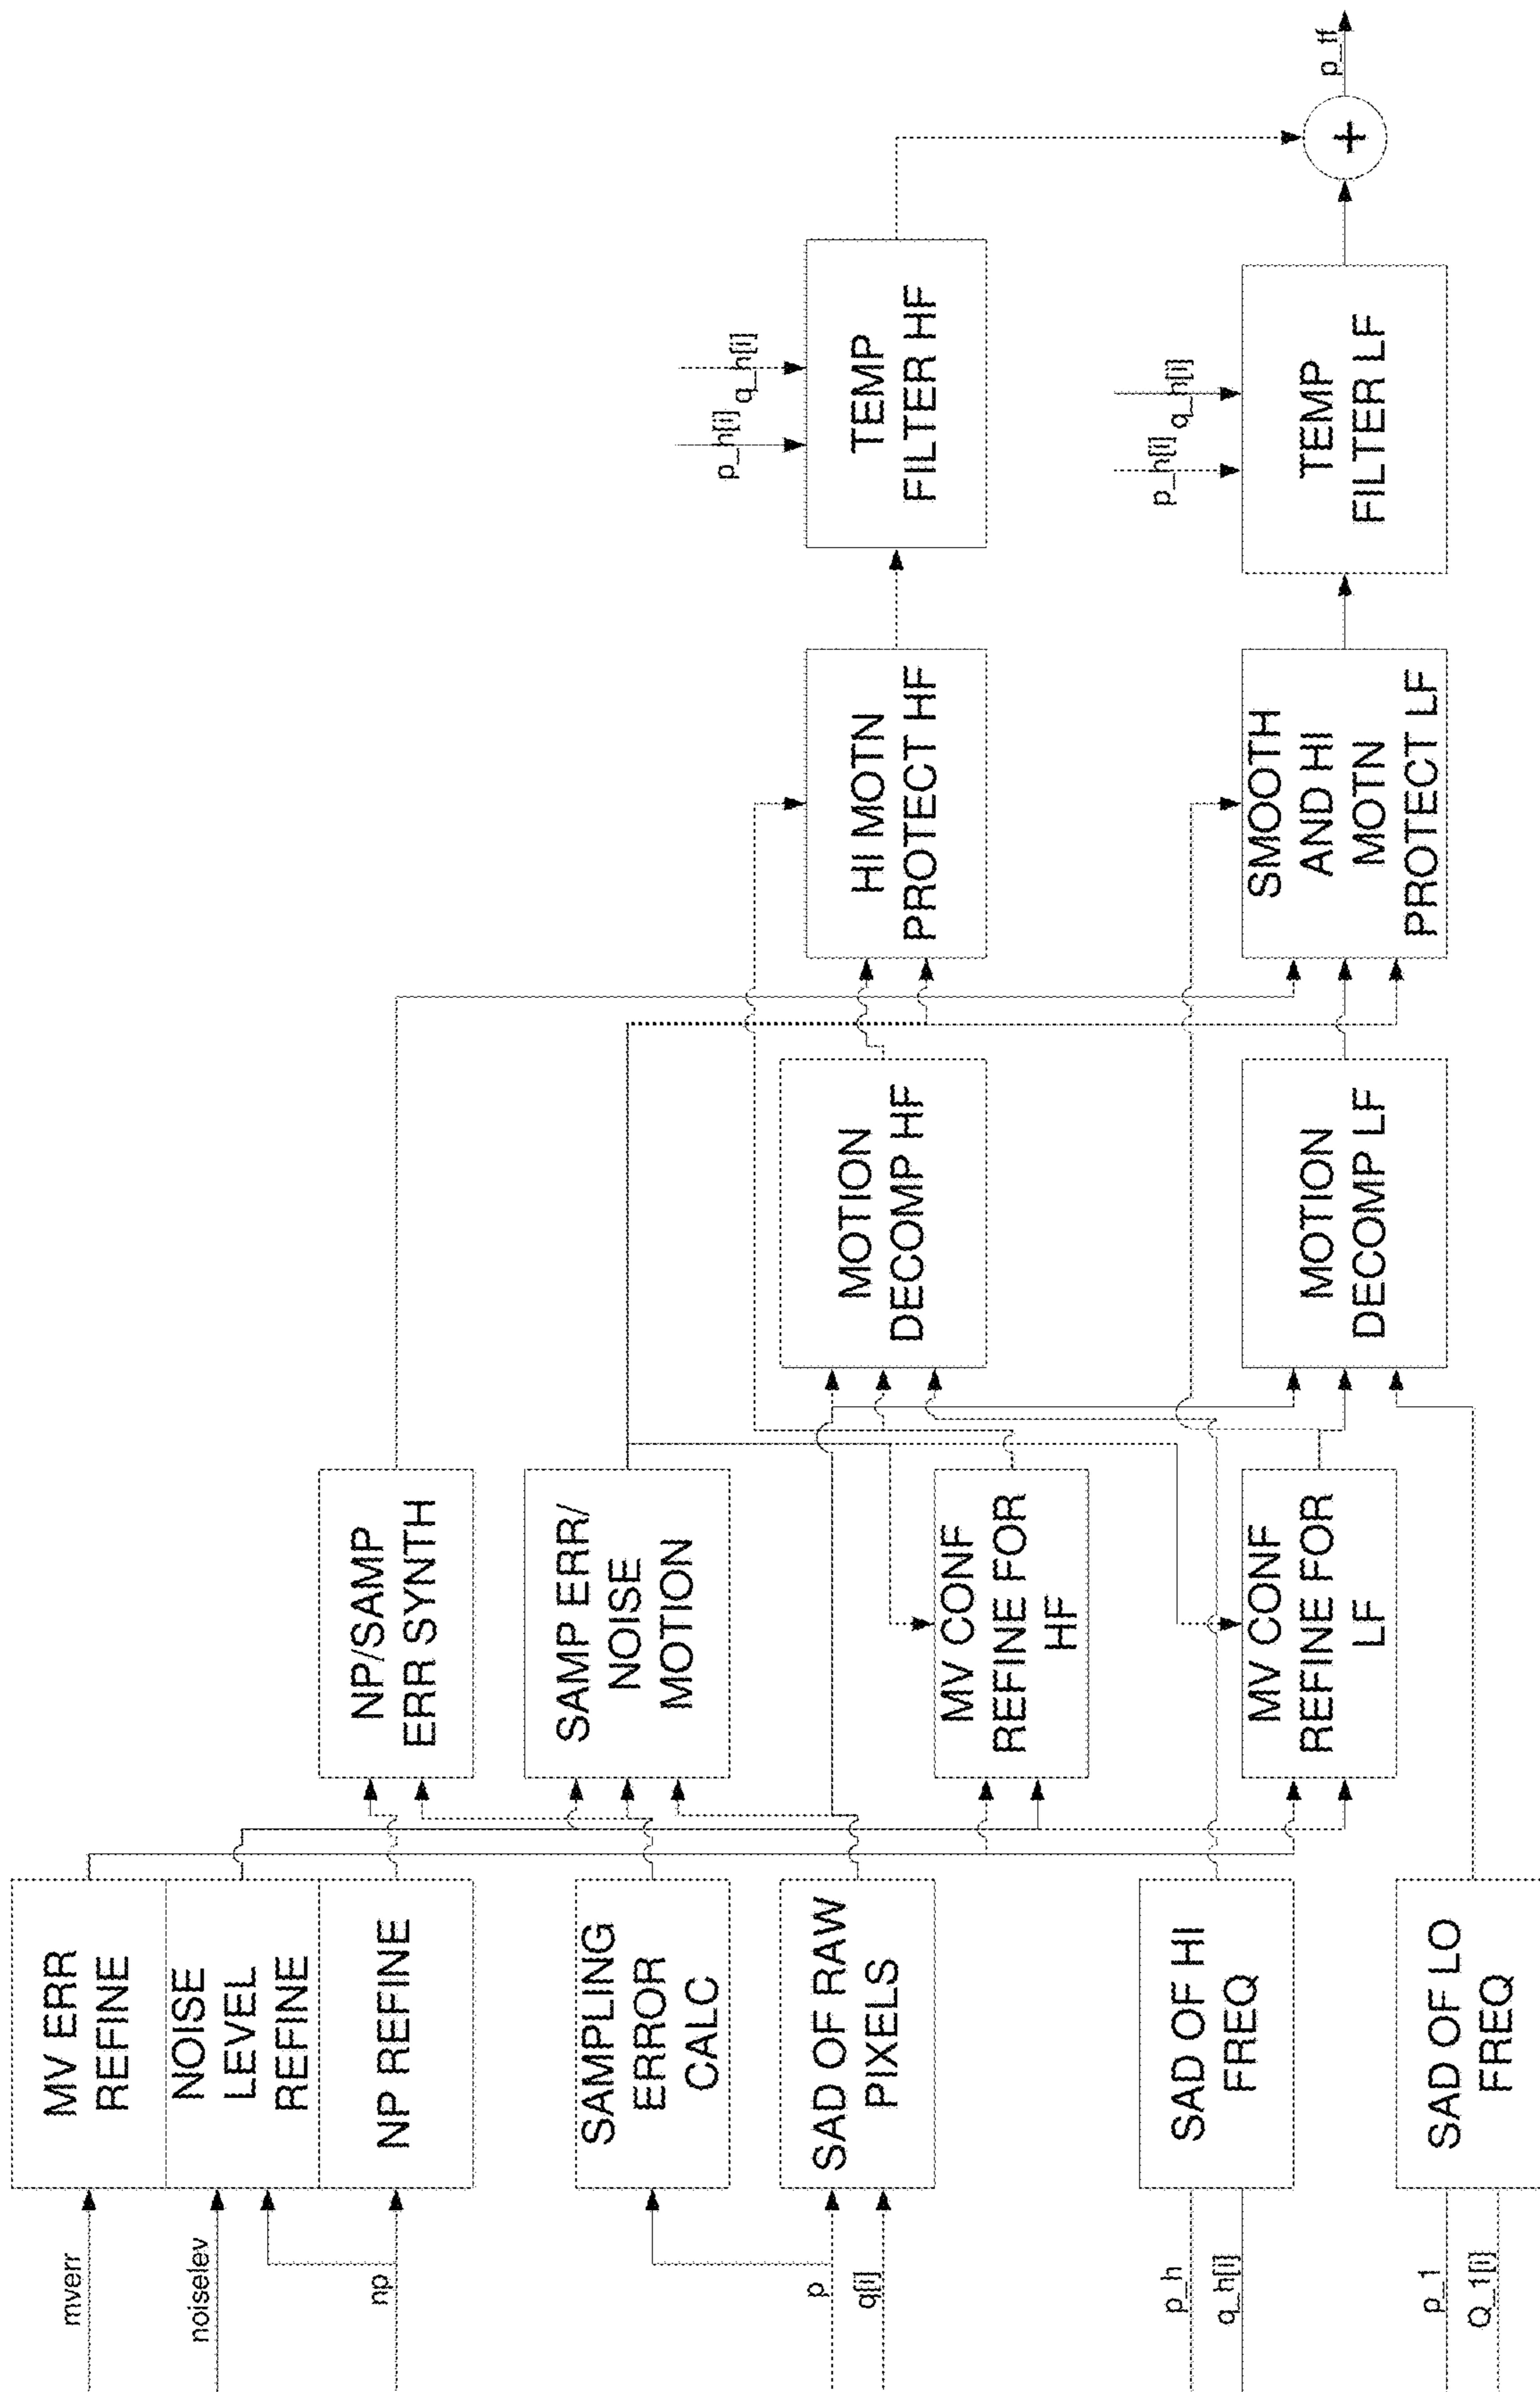 mverr
noiselev
np
p
q[i]
p_h
q_h[i]
p_1
Q_1[i]
MV ERR
REFINE
NOISE
LEVEL
REFINE
NP REFINE
SAMPLING
ERROR
CALC
SAD OF RAW
PIXELS
SAD OF HI
FREQ
SAD OF LO
FREQ
NP/SAMP
ERR SYNTH
SAMP ERR/
NOISE
MOTION
MV CONF
REFINE FOR
HF
MV CONF
REFINE FOR
LF
MOTION
DECOMP HF
MOTION
DECOMP LF
HI MOTN
PROTECT HF
SMOOTH
AND HI
MOTN
PROTECT LF
p_h[i]
q_h[i]
TEMP
FILTER HF
p_h[i]
q_h[i]
TEMP
FILTER LF
+
p_tf